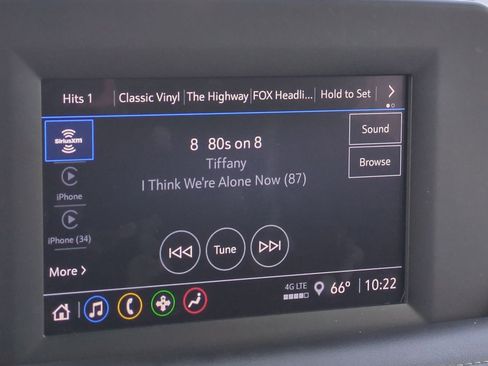 Hits 1 Classic Vinyl The Highway FOX Headli... Hold to Set
SiriusXM
8 80s on 8
Sound
Tiffany
Browse
I Think We're Alone Now (87)
iPhone
iPhone (34)
Tune
More
4G LTE
66° 10:22